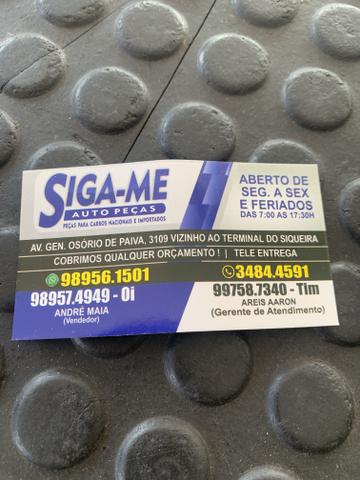 SIGA-ME
AUTO PEÇAS
PEÇAS PARA CARROS NACIONAIS E IMPORTADOS
ABERTO DE
SEG. A SEX
E FERIADOS
DAS 7:00 AS 17:30H
AV. GEN. OSÓRIO DE PAIVA, 3109 VIZINHO AO TERMINAL DO SIQUEIRA
COBRIMOS QUALQUER ORÇAMENTO ! | TELE ENTREGA
98956.1501
3484.4591
98957.4949 - Oi
99758.7340 - Tim
ANDRÉ MAIA
(Vendedor)
AREIS AARON
(Gerente de Atendimento)